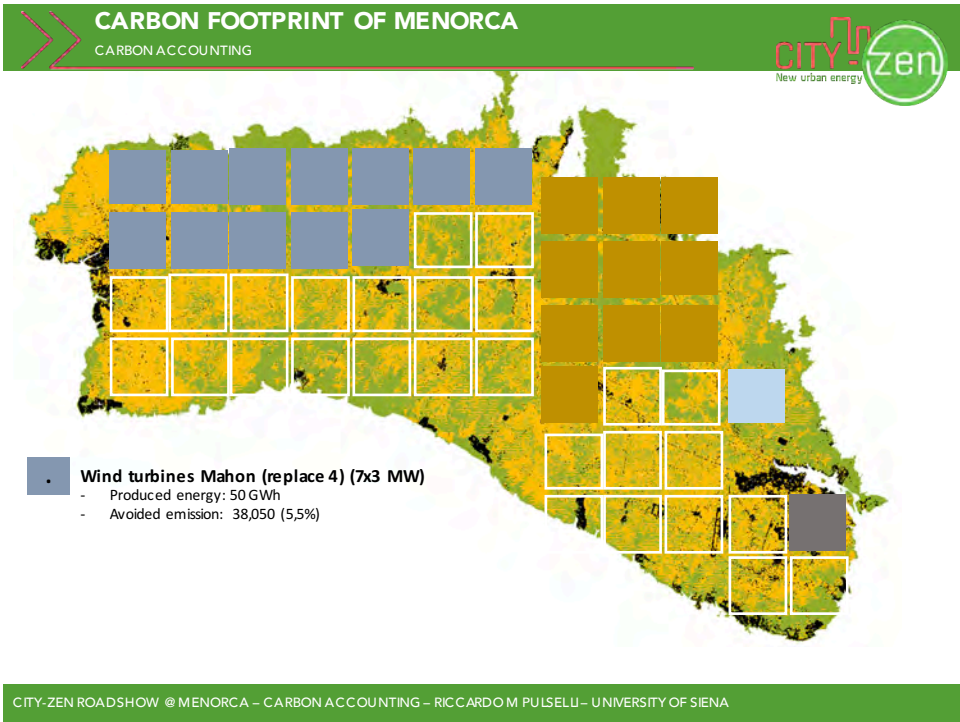 CARBON FOOTPRINT OF MENORCA
CARBON ACCOUNTING
CITY
zen
New urban energy
Wind turbines Mahon (replace 4) (7x3 MW)
- Produced energy: 50 GWh
- Avoided emission: 38,050 (5,5%)
CITY-ZEN ROADSHOW @ MENORCA – CARBON ACCOUNTING – RICCARDO M PULSELLI – UNIVERSITY OF SIENA